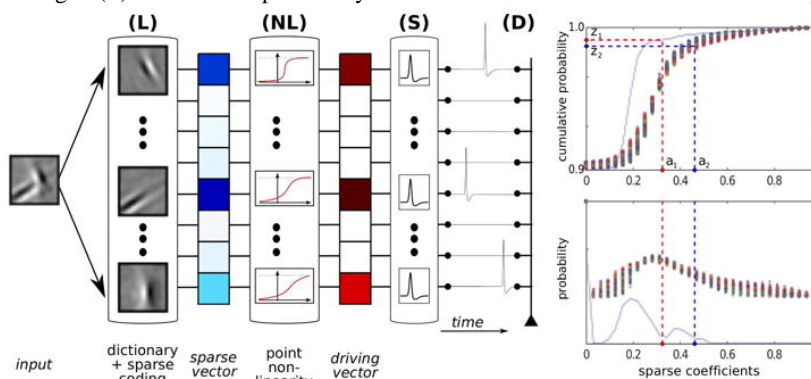 (L) (NL) (S) (D)
input
dictionary
+ sparse
coding
sparse
vector
point
non-
linearity
driving
vector
time
cumulative probability
1.0
0.9
z1
z2
a1
a2
0 0.2 0.4 0.6 0.8
probability
0 0.2 0.4 0.6 0.8
sparse coefficients